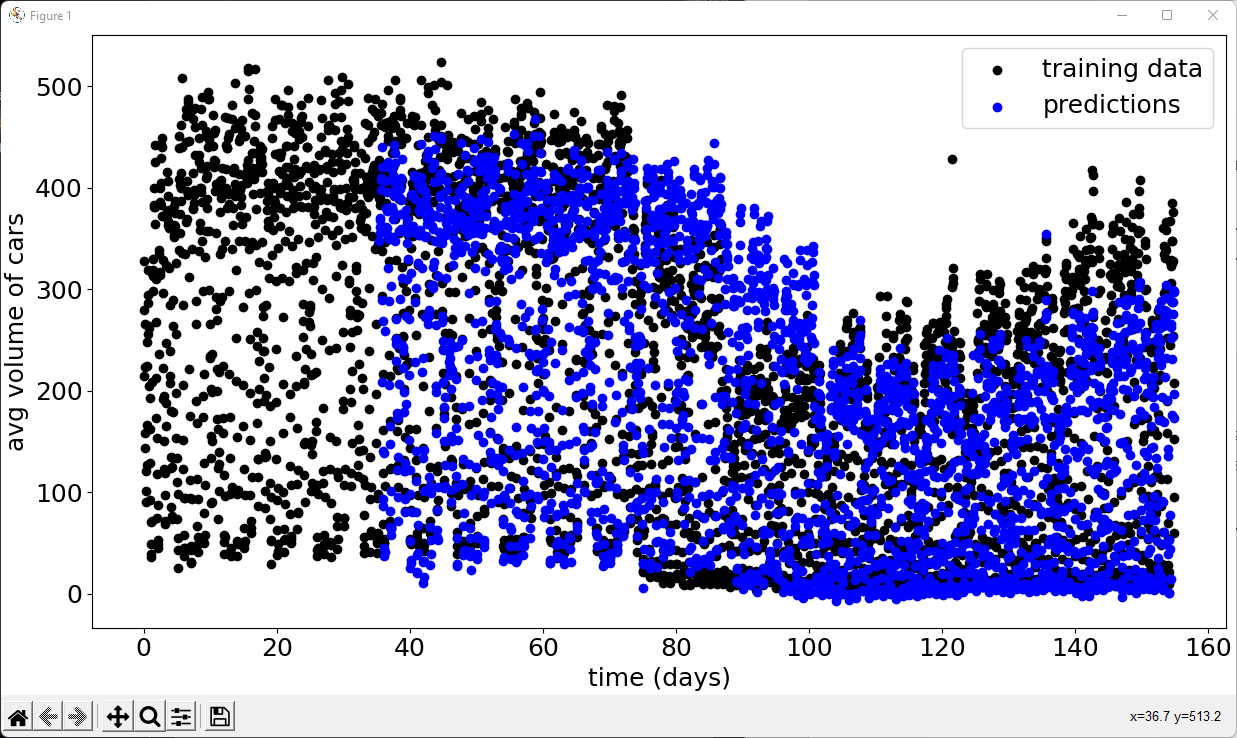 Figure 1
training data
predictions
avg volume of cars
500
400
300
200
100
0
0 20 40 60 80 100 120 140 160
time (days)
x=36.7 y=513.2